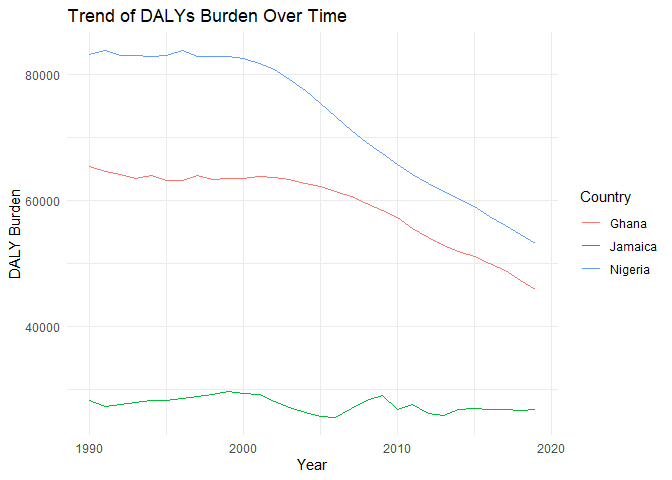 Trend of DALYs Burden Over Time
80000
60000
40000
DALY Burden
1990
2000
2010
2020
Year
Country
Ghana
Jamaica
Nigeria